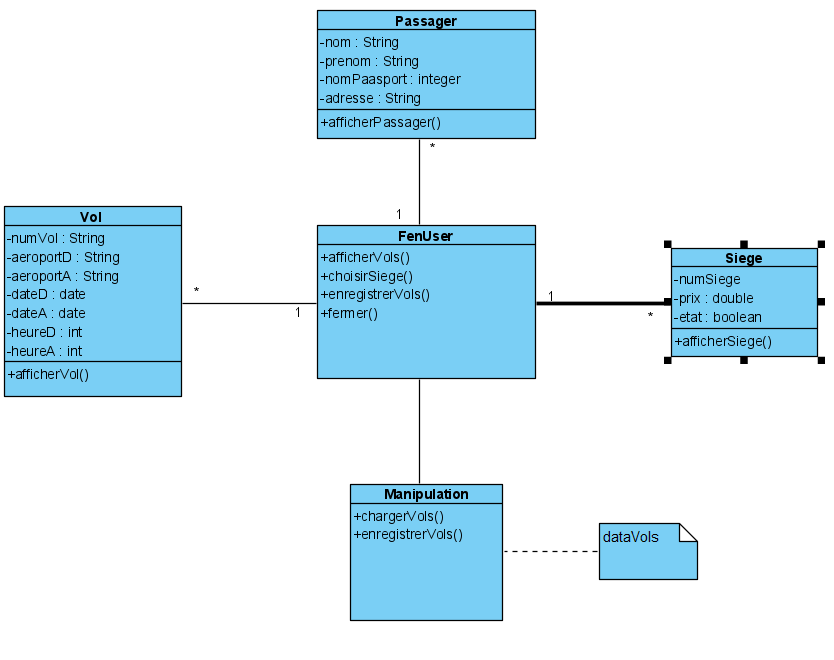 Passager
-nom : String
-prenom : String
-nomPaasport : integer
-adresse : String
+afficherPassager()
*
1
Vol
-numVol : String
-aeroportD : String
-aeroportA : String
-dateD : date
-dateA : date
-heureD : int
-heureA : int
+afficherVol()
*
1
FenUser
+afficherVols()
+choisirSiege()
+enregistrerVols()
+fermer()
1
*
Siege
-numSiege
-prix : double
-etat : boolean
+afficherSiege()
Manipulation
+chargerVols()
+enregistrerVols()
dataVols